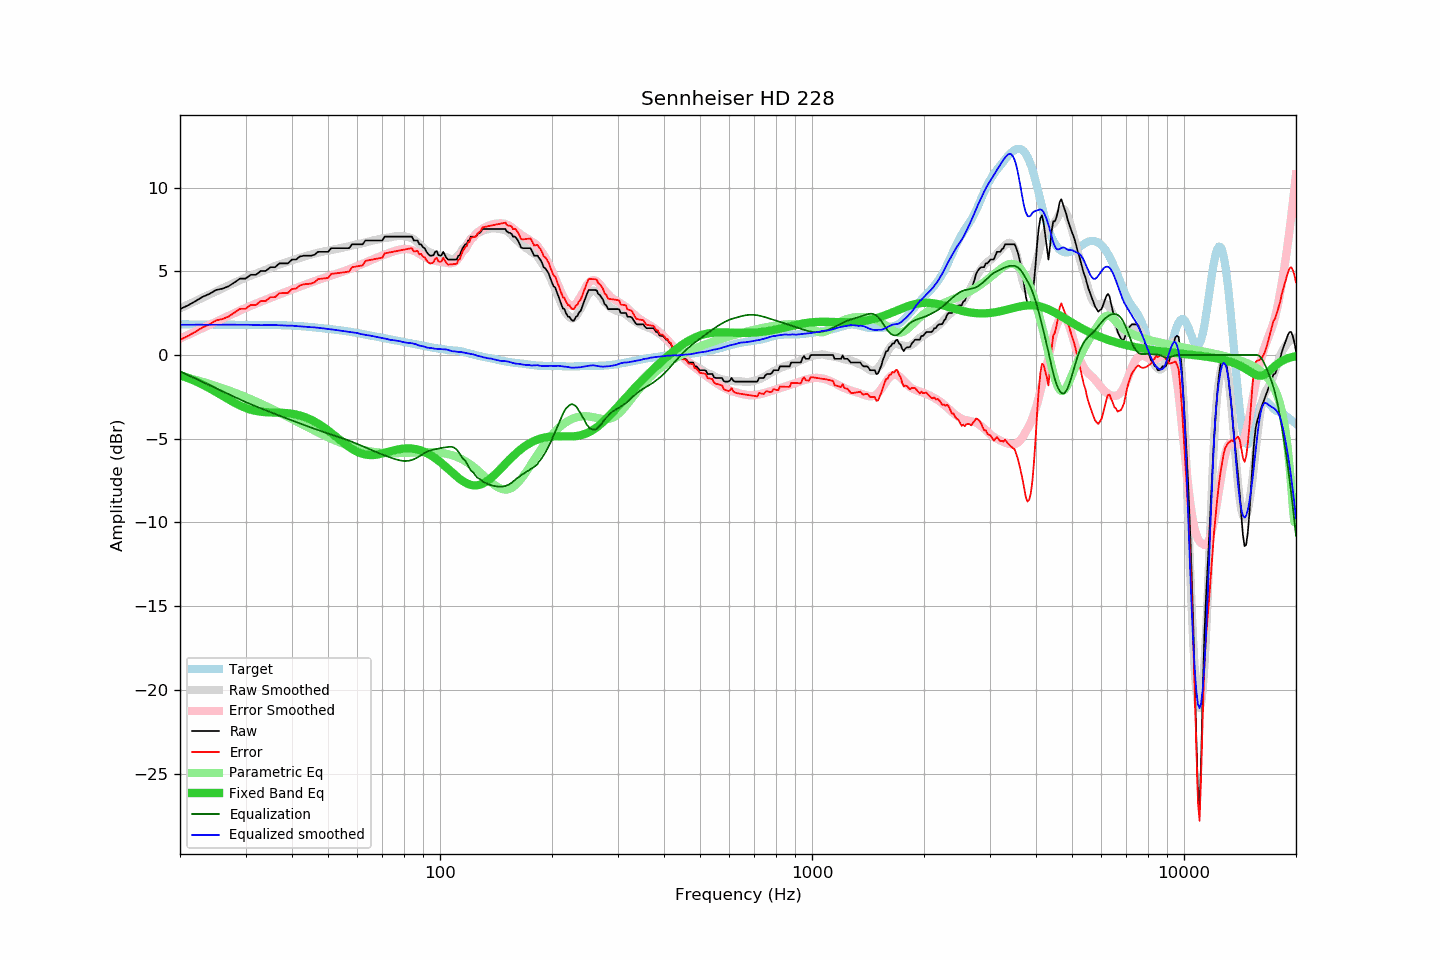 Sennheiser HD 228
10
5
0
−5
−10
−15
−20
−25
Amplitude (dBr)
Target
Raw Smoothed
Error Smoothed
Raw
Error
Parametric Eq
Fixed Band Eq
Equalization
Equalized smoothed
100
1000
10000
Frequency (Hz)